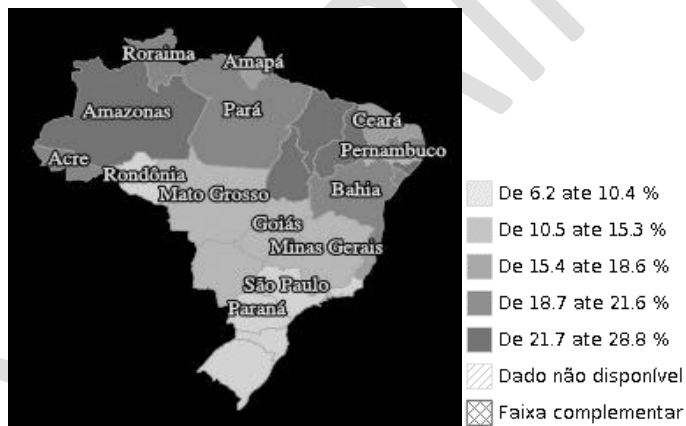 Roraima
Amapá
Amazonas
Pará
Ceará
Pernambuco
Acre
Rondônia
Mato Grosso
Bahia
Goiás
Minas Gerais
São Paulo
Paraná
De 6.2 ate 10.4 %
De 10.5 ate 15.3 %
De 15.4 ate 18.6 %
De 18.7 ate 21.6 %
De 21.7 ate 28.8 %
Dado não disponível
Faixa complementar